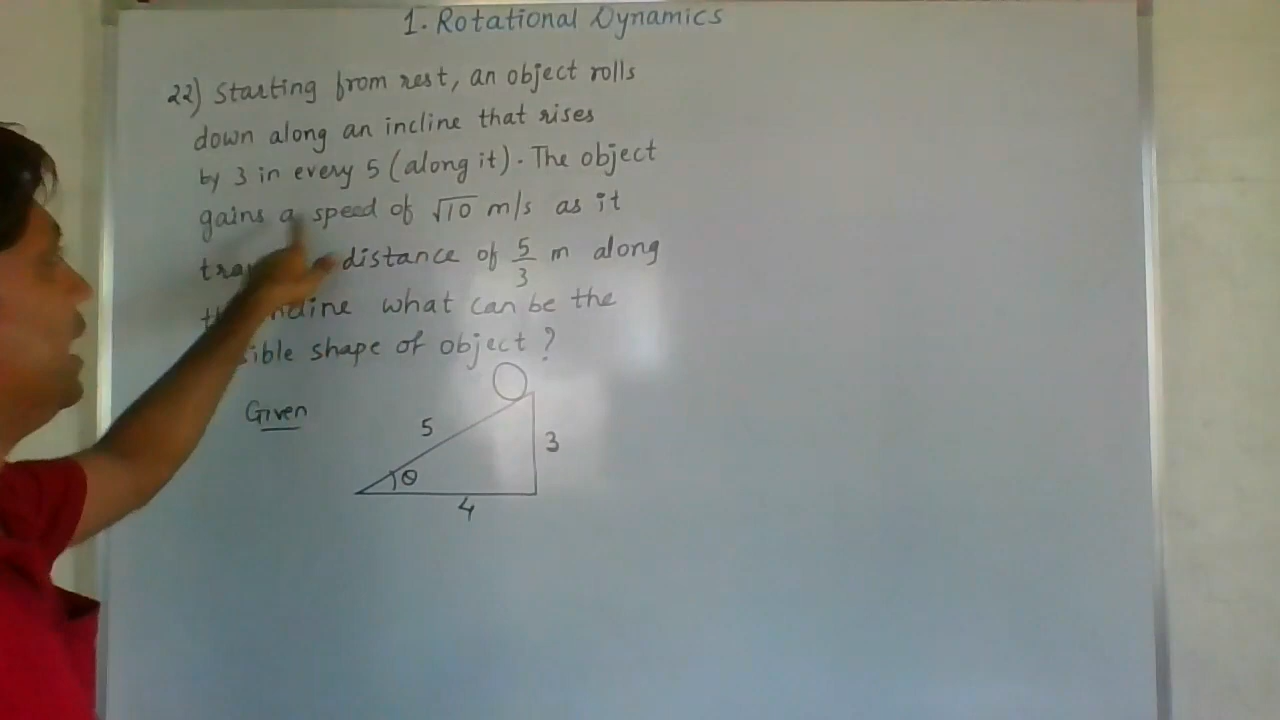 1. Rotational Dynamics
22) Starting from rest, an object rolls
down along an incline that rises
by 3 in every 5 (along it). The object
gains a speed of √10 m/s as it
distance of 5/3 m along
what can be the
shape of object ?
Given
5
3
θ
4